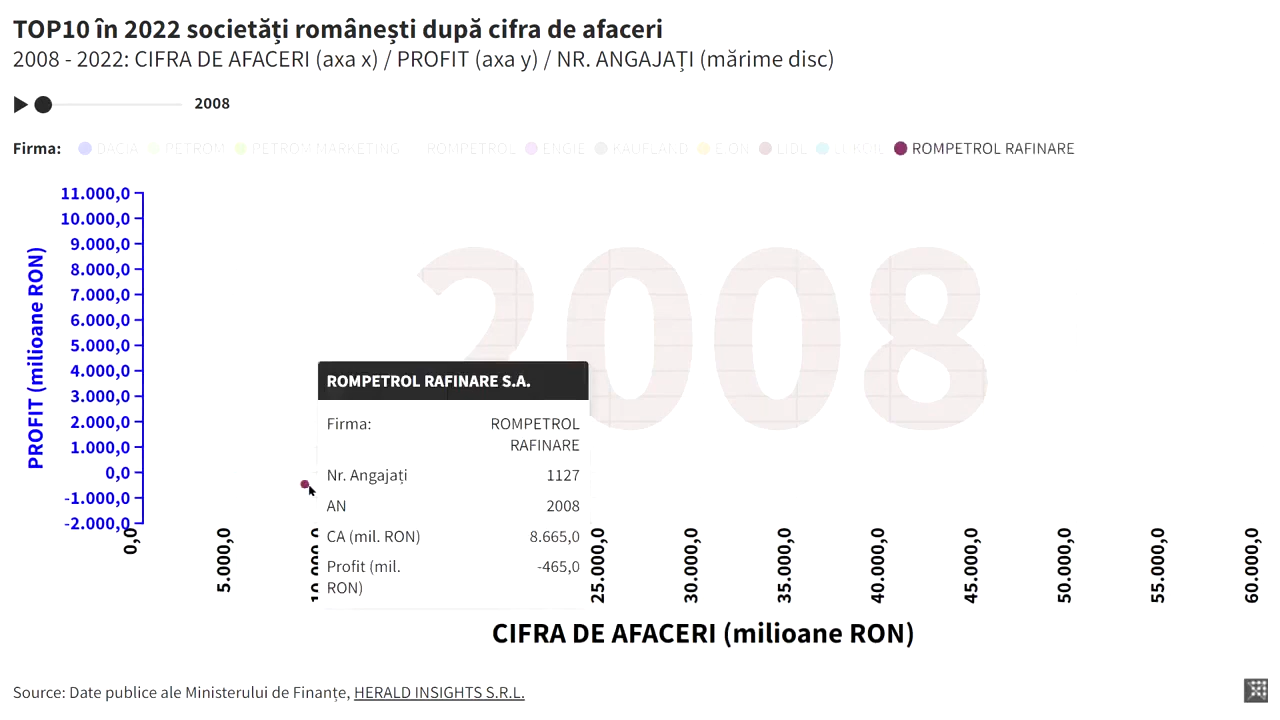 TOP10 în 2022 societăți românești după cifra de afaceri
2008 - 2022: CIFRA DE AFACERI (axa x) / PROFIT (axa y) / NR. ANGAJAȚI (mărime disc)
2008
Firma: DACIA PETROM PETROM MARKETING ROMPETROL ENGIE KAUFLAND E.ON LIDL LUKOIL ROMPETROL RAFINARE
2008
PROFIT (milioane RON)
11.000,0
10.000,0
9.000,0
8.000,0
7.000,0
6.000,0
5.000,0
4.000,0
3.000,0
2.000,0
1.000,0
0,0
-1.000,0
-2.000,0
ROMPETROL RAFINARE S.A.
Firma: ROMPETROL
RAFINARE
Nr. Angajați 1127
AN 2008
CA (mil. RON) 8.665,0
Profit (mil. -465,0
RON)
0,0
5.000,0
10.000,0
25.000,0
30.000,0
35.000,0
40.000,0
45.000,0
50.000,0
55.000,0
60.000,0
CIFRA DE AFACERI (milioane RON)
Source: Date publice ale Ministerului de Finanțe, HERALD INSIGHTS S.R.L.